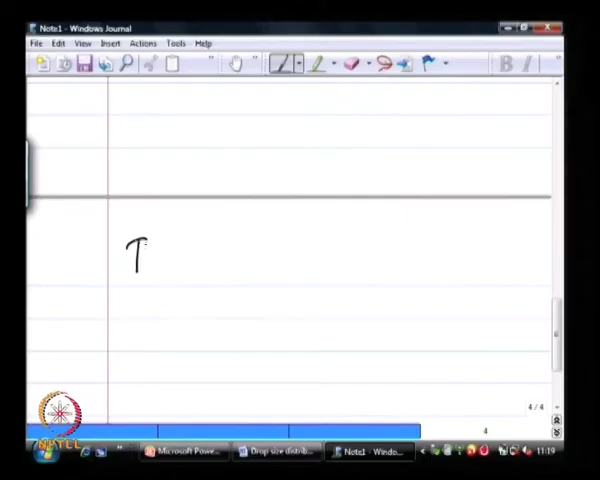 Note1 - Windows Journal
File Edit View Insert Actions Tools Help
B I
T
4 / 4
4
NPTEL
Microsoft Powe...
Drop size distrib...
Note1 - Windo...
11:19